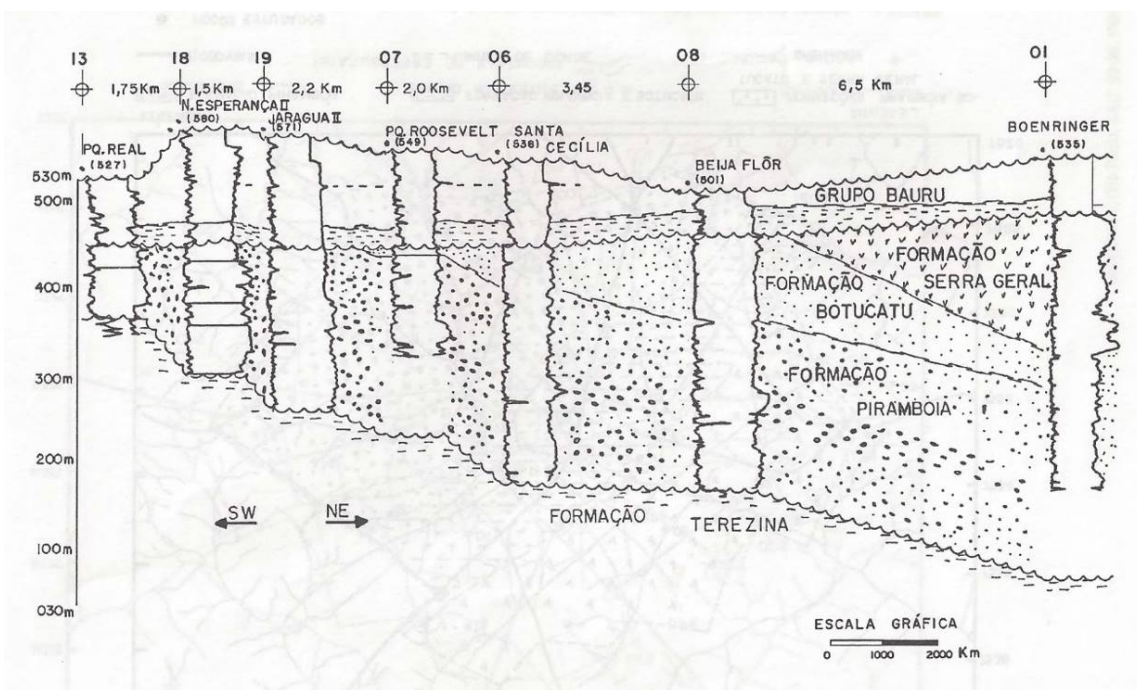 13
18
19
07
06
08
01
1,75Km
1,5 Km
2,2 Km
2,0 Km
3,45
6,5 Km
N. ESPERANÇA II
(580)
JARAGUA II
(571)
PQ. ROOSEVELT
(549)
SANTA
CECÍLIA
(538)
PQ. REAL
(527)
BEIJA FLÔR
(501)
BOENRINGER
(535)
530m
500m
400m
300m
200m
100m
030m
GRUPO BAURU
FORMAÇÃO
SERRA GERAL
FORMAÇÃO
BOTUCATU
FORMAÇÃO
PIRAMBOIA
SW
NE
FORMAÇÃO TEREZINA
ESCALA GRÁFICA
0 1000 2000 Km